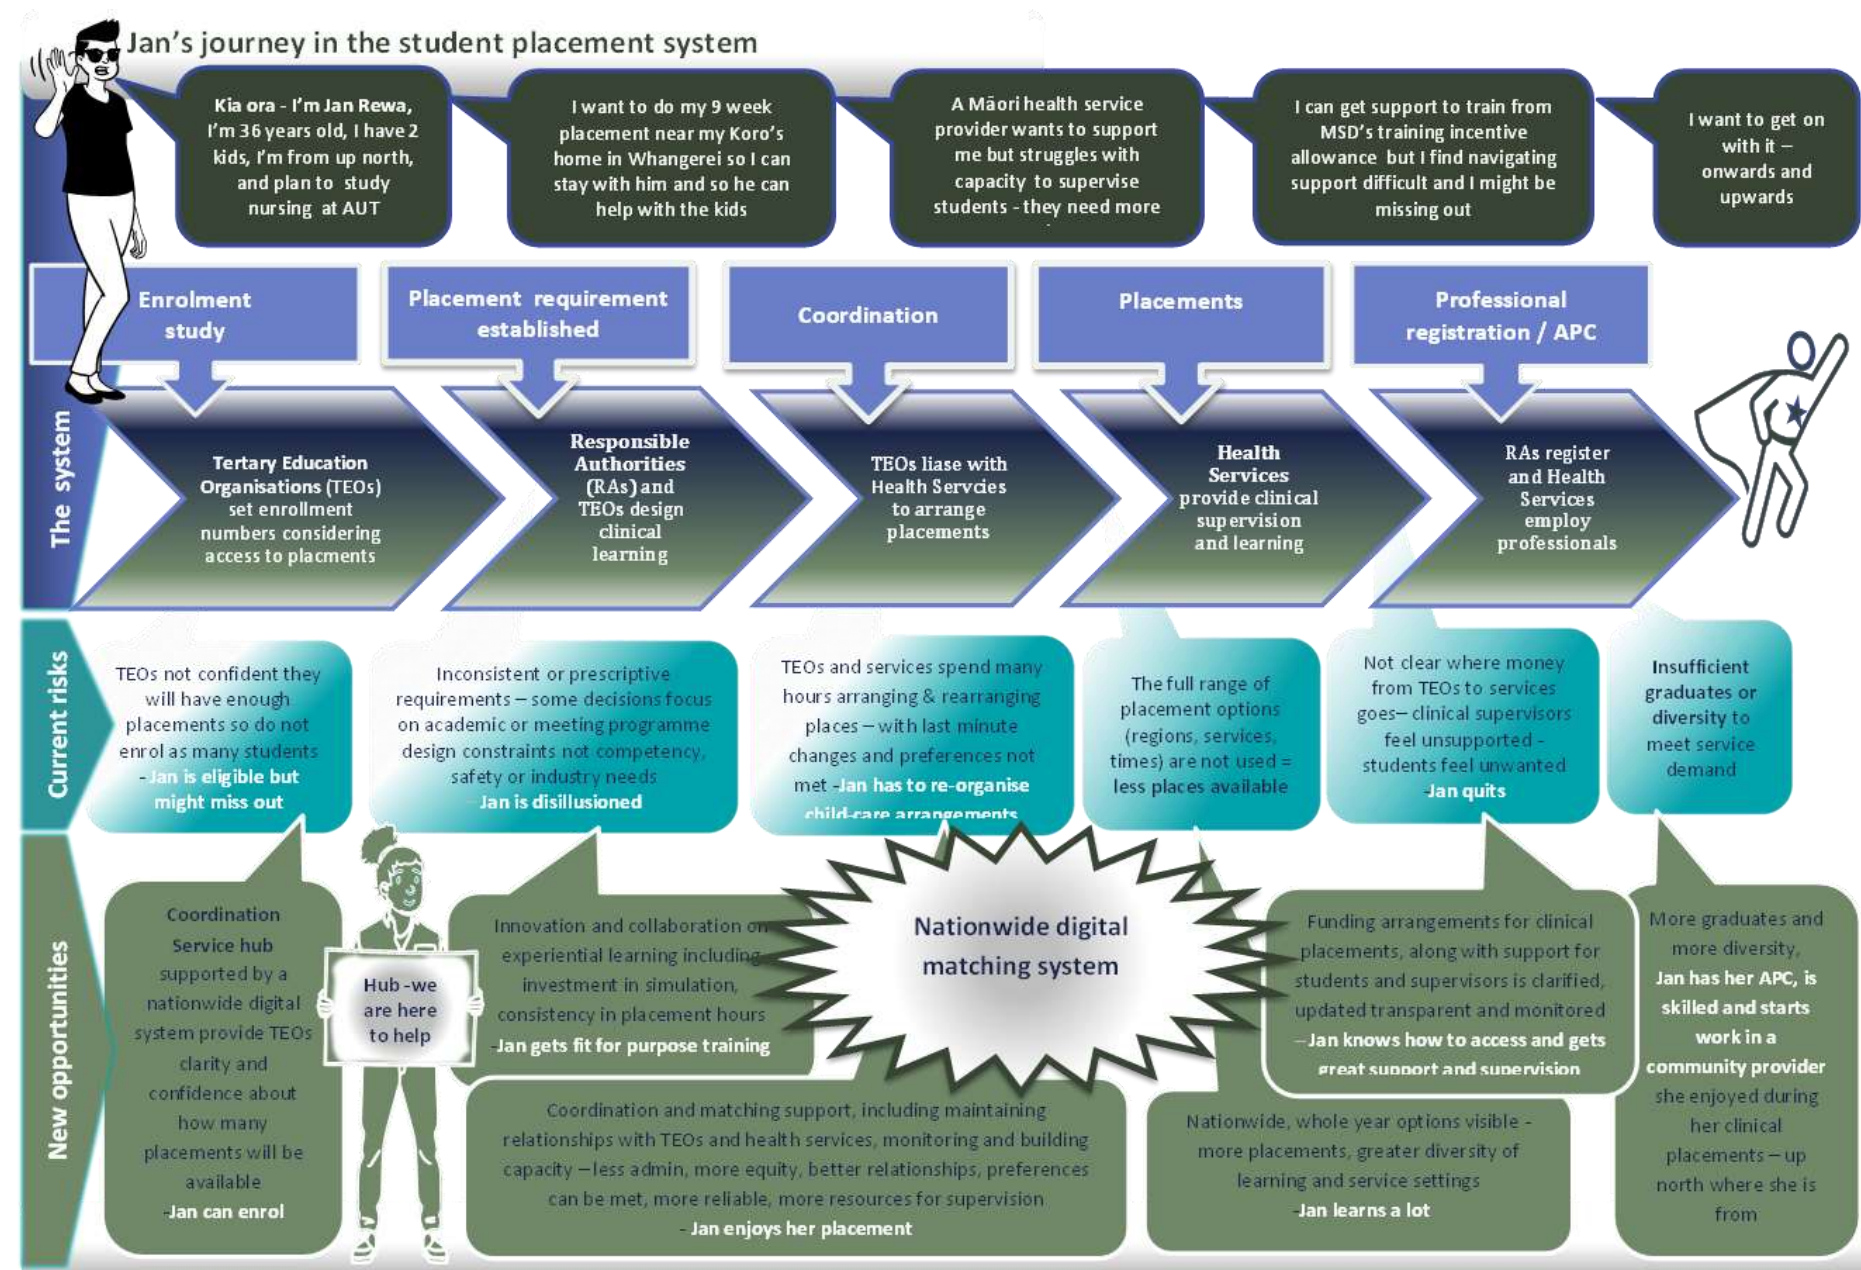 Jan's journey in the student placement system
Kia ora - I'm Jan Rewa,
I'm 36 years old, I have 2
kids, I'm from up north,
and plan to study
nursing at AUT
I want to do my 9 week
placement near my Koro's
home in Whangerei so I can
stay with him and so he can
help with the kids
A Māori health service
provider wants to support
me but struggles with
capacity to supervise
students - they need more
I can get support to train from
MSD's training incentive
allowance but I find navigating
support difficult and I might be
missing out
I want to get on
with it –
onwards and
upwards
The system
Enrolment
study
Placement requirement
established
Coordination
Placements
Professional
registration / APC
Tertary Education
Organisations (TEOs)
set enrollment
numbers considering
access to placments
Responsible
Authorities
(RAs) and
TEOs design
clinical
learning
TEOs liase with
Health Servcies
to arrange
placements
Health
Services
provide clinical
supervision
and learning
RAs register
and Health
Services
employ
professionals
Current risks
TEOs not confident they
will have enough
placements so do not
enrol as many students
- Jan is eligible but
might miss out
Inconsistent or prescriptive
requirements – some decisions focus
on academic or meeting programme
design constraints not competency,
safety or industry needs
- Jan is disillusioned
TEOs and services spend many
hours arranging & rearranging
places – with last minute
changes and preferences not
met -Jan has to re-organise
child-care arrangements
The full range of
placement options
(regions, services,
times) are not used =
less places available
Not clear where money
from TEOs to services
goes– clinical supervisors
feel unsupported -
students feel unwanted
-Jan quits
Insufficient
graduates or
diversity to
meet service
demand
New opportunities
Coordination
Service hub
supported by a
nationwide digital
system provide TEOs
clarity and
confidence about
how many
placements will be
available
-Jan can enrol
Hub -we
are here
to help
Innovation and collaboration on
experiential learning including
investment in simulation,
consistency in placement hours
-Jan gets fit for purpose training
Nationwide digital
matching system
Coordination and matching support, including maintaining
relationships with TEOs and health services, monitoring and building
capacity – less admin, more equity, better relationships, preferences
can be met, more reliable, more resources for supervision
- Jan enjoys her placement
Nationwide, whole year options visible -
more placements, greater diversity of
learning and service settings
-Jan learns a lot
Funding arrangements for clinical
placements, along with support for
students and supervisors is clarified,
updated transparent and monitored
– Jan knows how to access and gets
great support and supervision
More graduates and
more diversity,
Jan has her APC, is
skilled and starts
work in a
community provider
she enjoyed during
her clinical
placements – up
north where she is
from